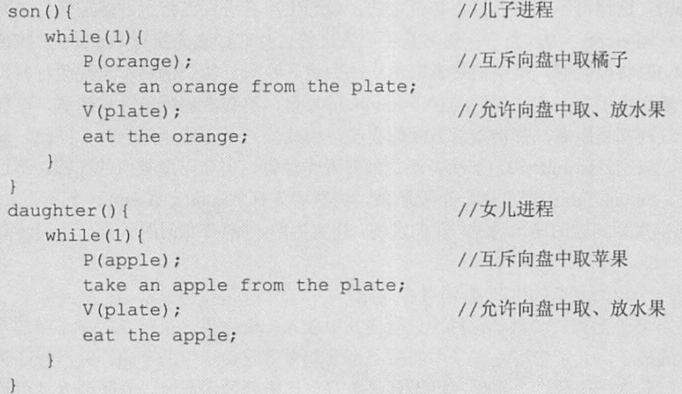 son(){ //儿子进程
while(1){
P(orange); //互斥向盘中取橘子
take an orange from the plate;
V(plate); //允许向盘中取、放水果
eat the orange;
}
}
daughter(){ //女儿进程
while(1){
P(apple); //互斥向盘中取苹果
take an apple from the plate;
V(plate); //允许向盘中取、放水果
eat the apple;
}
}